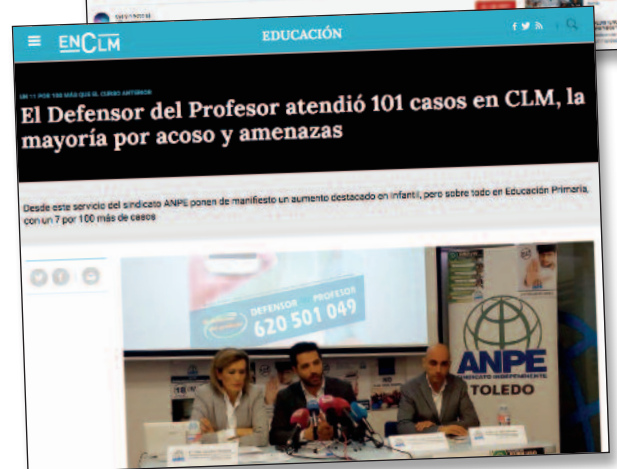 ENCLM
EDUCACIÓN
UN 11 POR 100 MÁS QUE EL CURSO ANTERIOR
El Defensor del Profesor atendió 101 casos en CLM, la
mayoría por acoso y amenazas
Desde este servicio del sindicato ANPE ponen de manifiesto un aumento destacado en Infantil, pero sobre todo en Educación Primaria,
con un 7 por 100 más de casos
DEFENSOR PROFESOR
620 501 049
ANPE
SINDICATO INDEPENDIENTE
TOLEDO